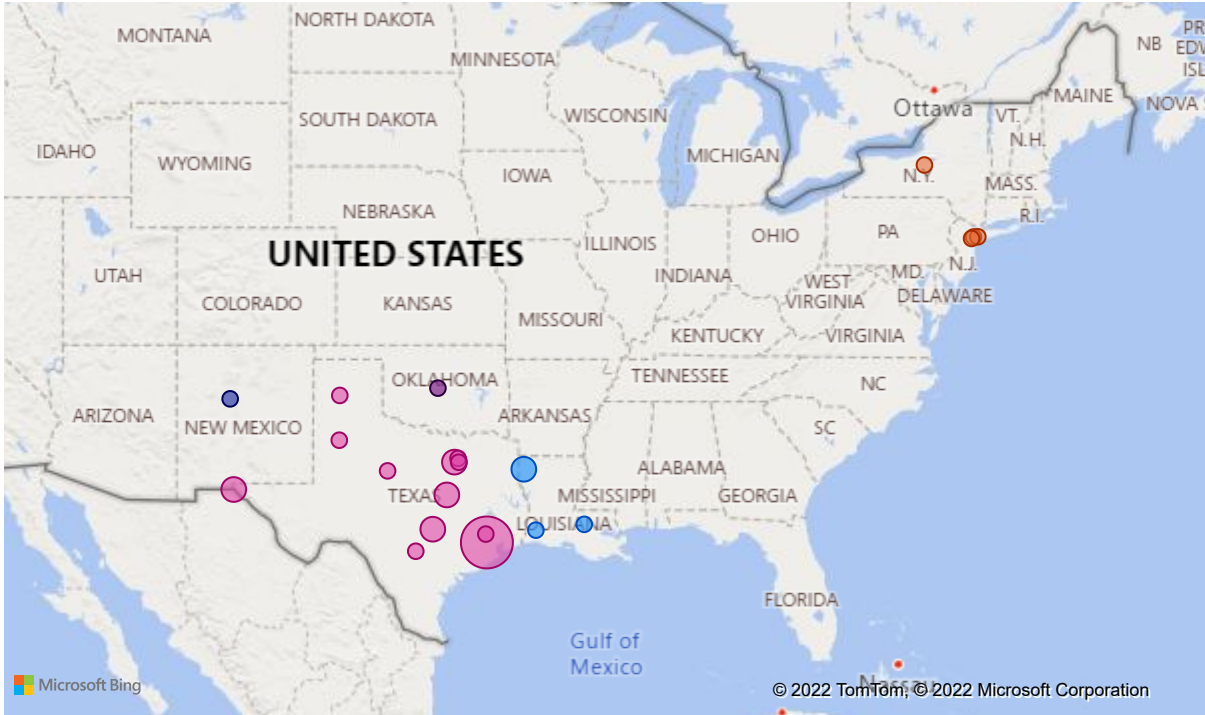 NORTH DAKOTA
MONTANA
MINNESOTA
NB
PR
EDW
ISL
MAINE
NOVA
Ottawa
VT.
N.H.
SOUTH DAKOTA
WISCONSIN
IDAHO
WYOMING
MICHIGAN
IOWA
N.Y.
MASS.
R.I.
NEBRASKA
UNITED STATES
ILLINOIS
OHIO
PA
N.J.
UTAH
INDIANA
MD.
COLORADO
KANSAS
WEST
VIRGINIA
DELAWARE
MISSOURI
KENTUCKY
VIRGINIA
OKLAHOMA
TENNESSEE
NC
ARIZONA
NEW MEXICO
ARKANSAS
SC
ALABAMA
TEXAS
MISSISSIPPI
GEORGIA
LOUISIANA
FLORIDA
Gulf of
Mexico
Nassau
Microsoft Bing
© 2022 TomTom, © 2022 Microsoft Corporation